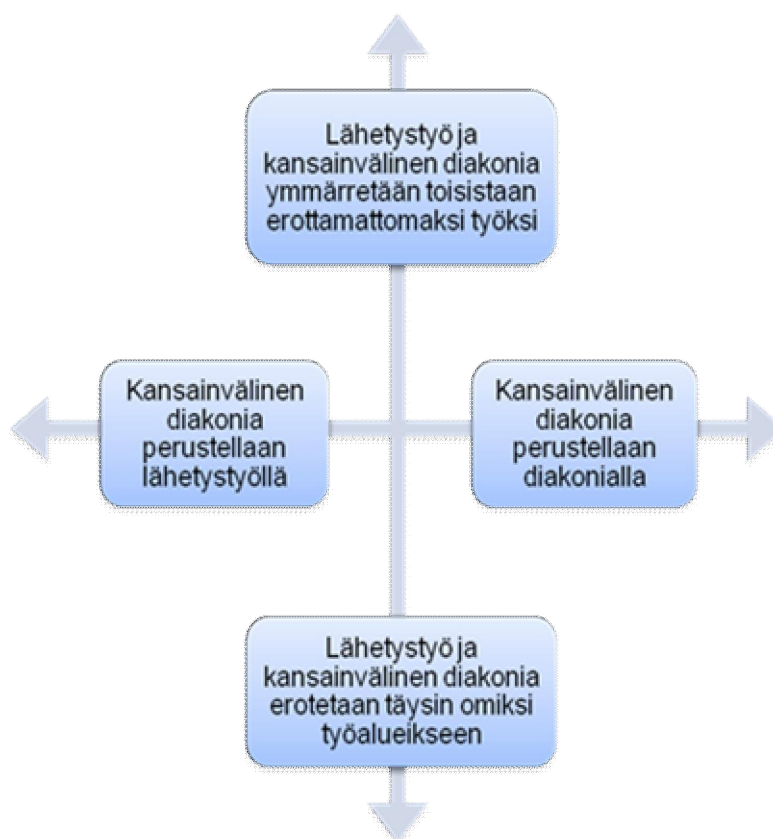 Lähetystyö ja
kansainvälinen diakonia
ymmärretään toisistaan
erottamattomaksi työksi
Kansainvälinen
diakonia
perustellaan
lähetystyöllä
Kansainvälinen
diakonia
perustellaan
diakonialla
Lähetystyö ja
kansainvälinen diakonia
erotetaan täysin omiksi
työalueikseen